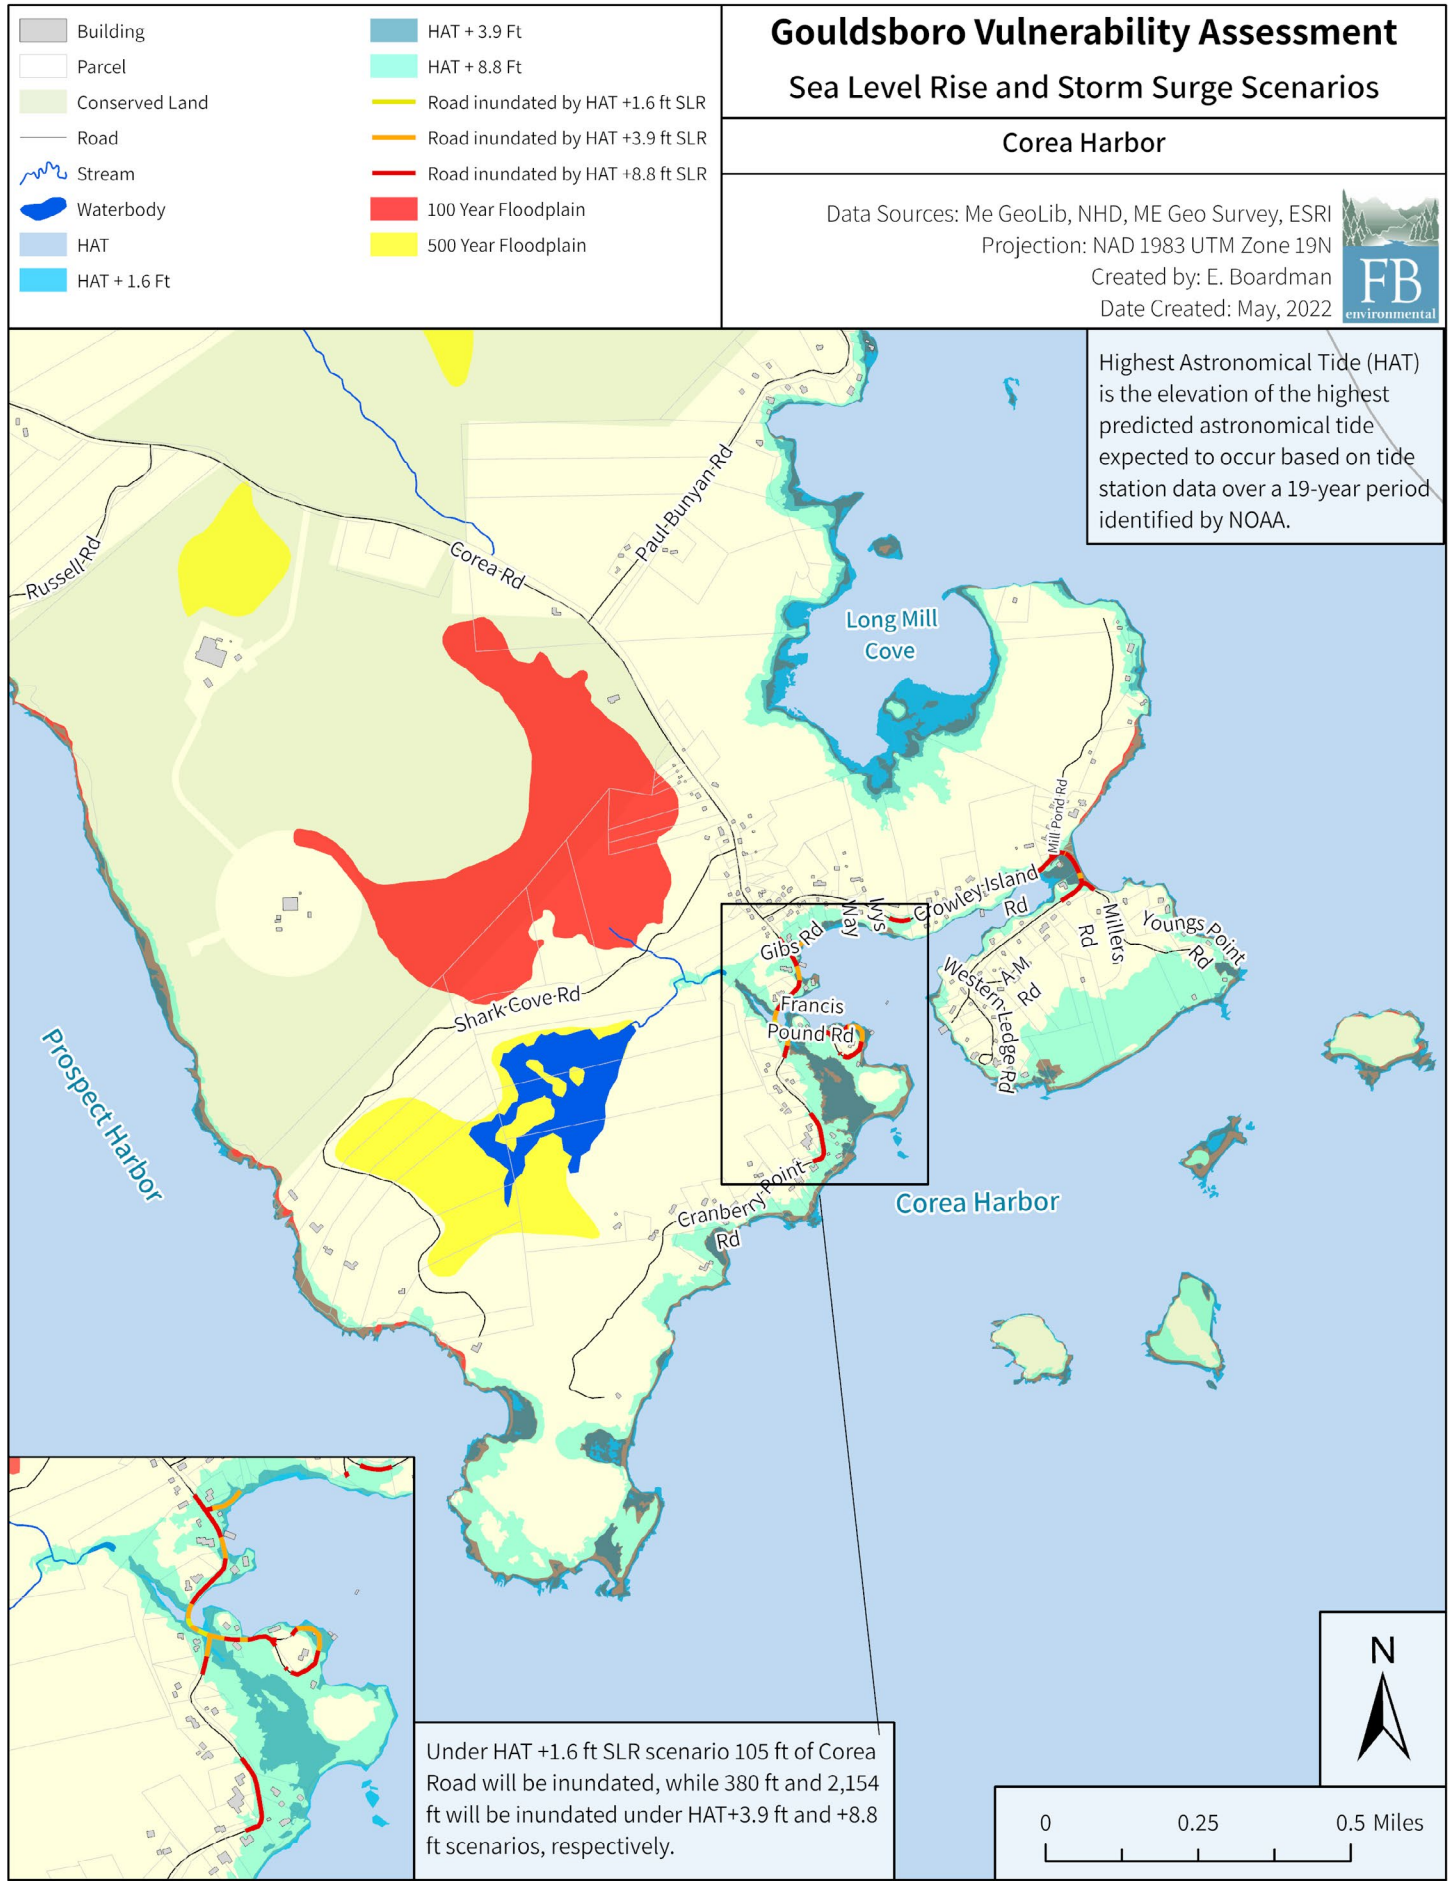 Building
Parcel
Conserved Land
Road
Stream
Waterbody
HAT
HAT + 1.6 Ft
HAT + 3.9 Ft
HAT + 8.8 Ft
Road inundated by HAT +1.6 ft SLR
Road inundated by HAT +3.9 ft SLR
Road inundated by HAT +8.8 ft SLR
100 Year Floodplain
500 Year Floodplain
Gouldsboro Vulnerability Assessment
Sea Level Rise and Storm Surge Scenarios
Corea Harbor
Data Sources: Me GeoLib, NHD, ME Geo Survey, ESRI
Projection: NAD 1983 UTM Zone 19N
Created by: E. Boardman
Date Created: May, 2022
FB
environmental
Highest Astronomical Tide (HAT)
is the elevation of the highest
predicted astronomical tide
expected to occur based on tide
station data over a 19-year period
identified by NOAA.
Paul-Bunyan-Rd
Russell-Rd
Corea-Rd
Long Mill
Cove
Mill Pond Rd
Crowley-Island
Rd
Wys
Way
Gibs Rd
Millers
Rd
Youngs Point
Rd
Western-Ledge-Rd
A-M
Rd
Francis
Pound Rd
Shark-Cove-Rd
Prospect Harbor
Cranberry-Point
Rd
Corea Harbor
Under HAT +1.6 ft SLR scenario 105 ft of Corea
Road will be inundated, while 380 ft and 2,154
ft will be inundated under HAT+3.9 ft and +8.8
ft scenarios, respectively.
N
0 0.25 0.5 Miles